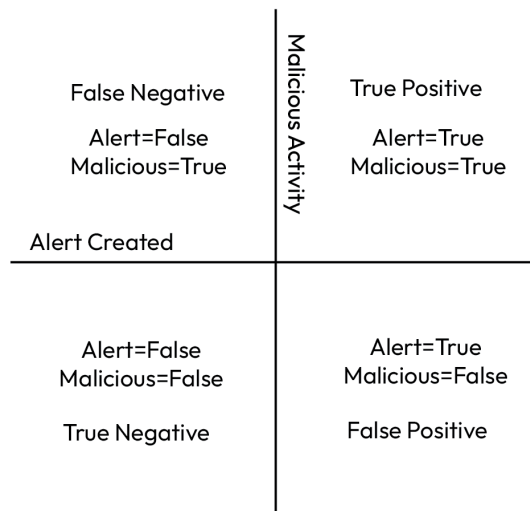 False Negative
Alert=False
Malicious=True
Alert Created
Malicious Activity
True Positive
Alert=True
Malicious=True
Alert=False
Malicious=False
True Negative
Alert=True
Malicious=False
False Positive